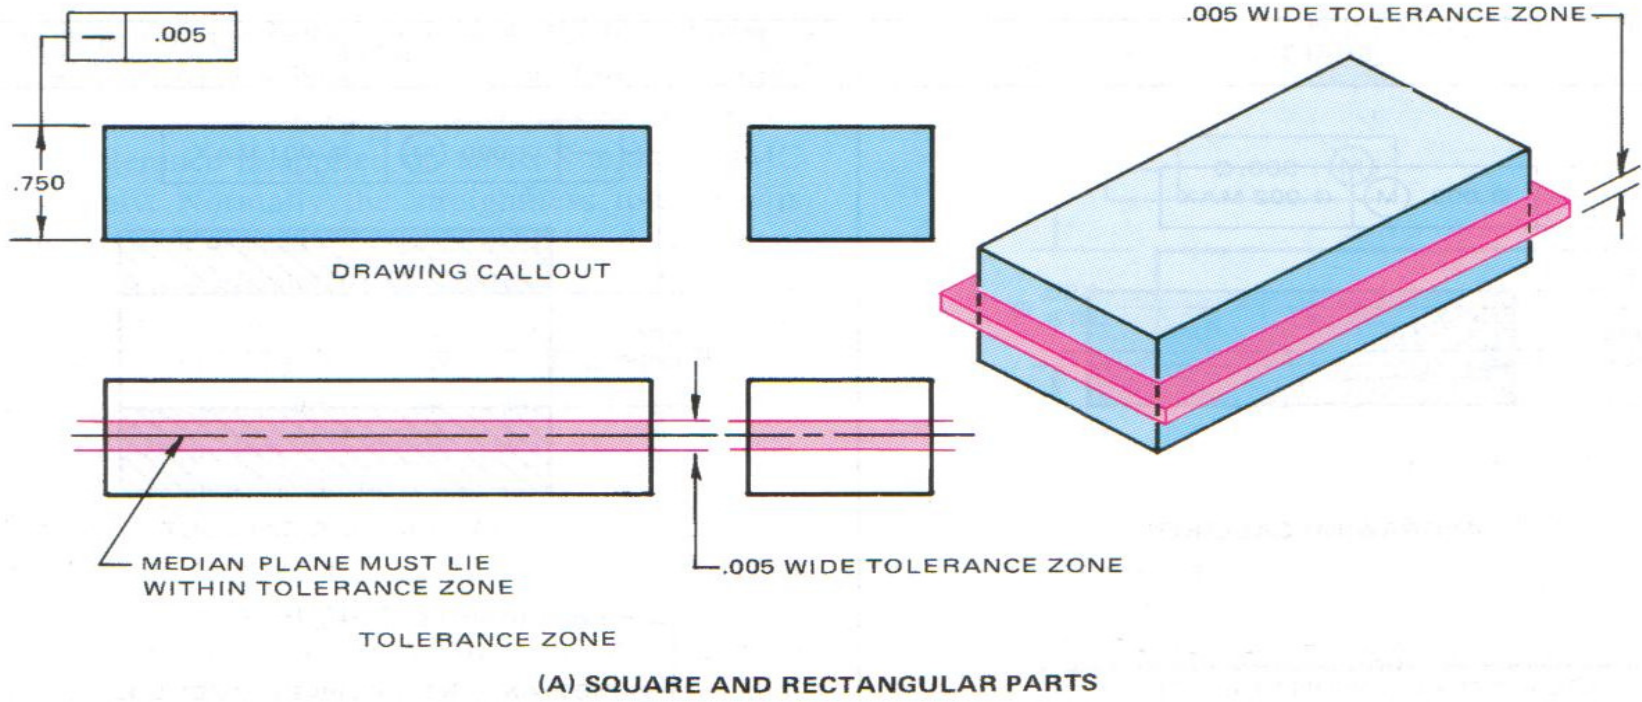 — .005
.005 WIDE TOLERANCE ZONE
.750
DRAWING CALLOUT
MEDIAN PLANE MUST LIE
WITHIN TOLERANCE ZONE
.005 WIDE TOLERANCE ZONE
TOLERANCE ZONE
(A) SQUARE AND RECTANGULAR PARTS